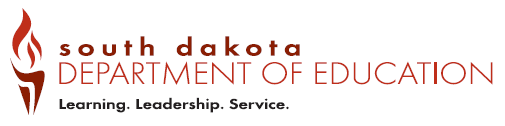 south dakota
DEPARTMENT OF EDUCATION
Learning. Leadership. Service.